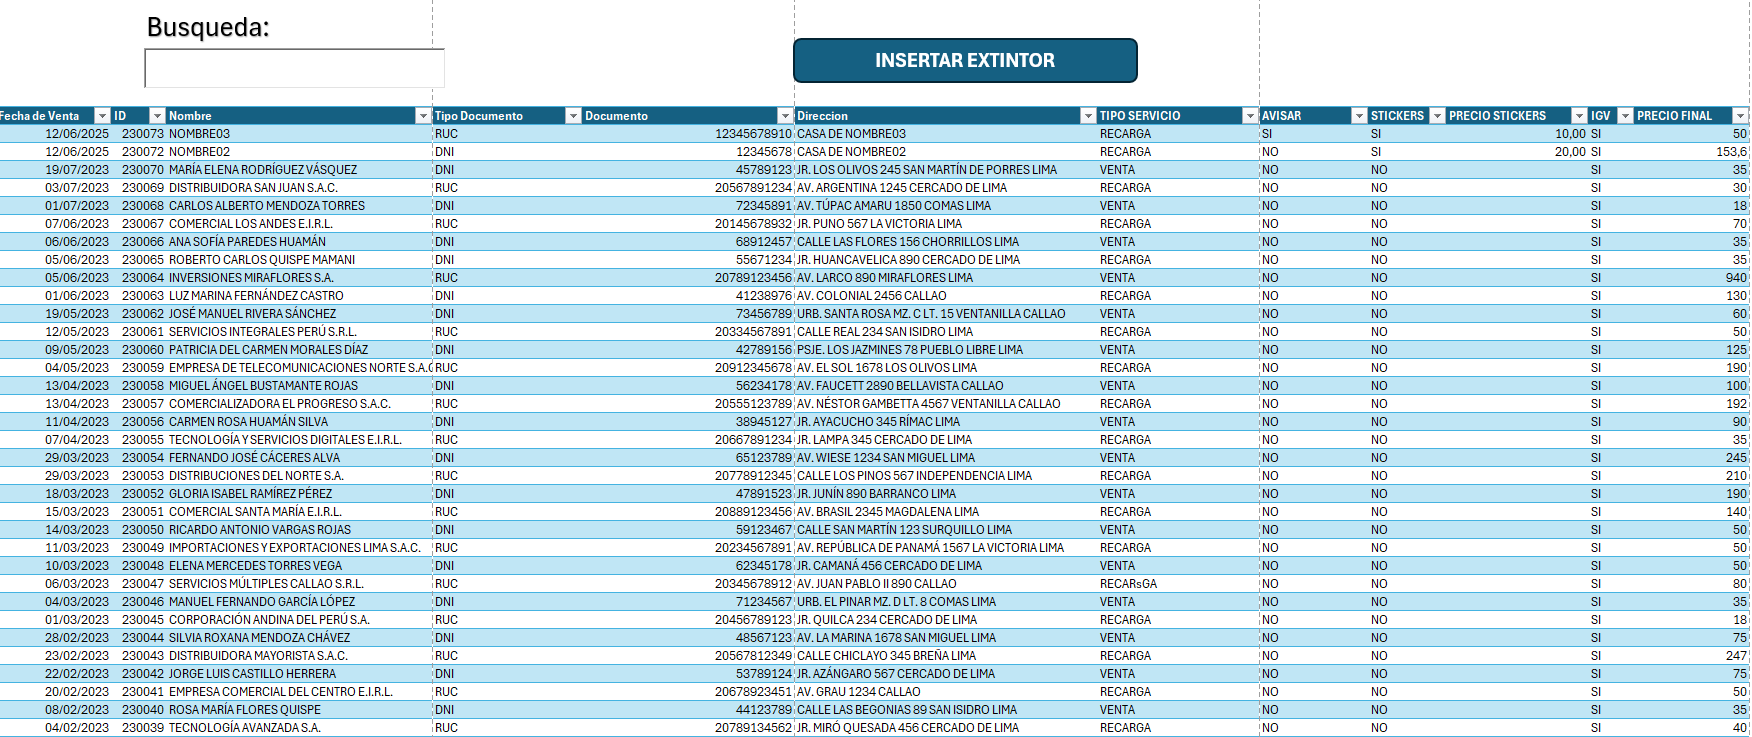 Busqueda:
INSERTAR EXTINTOR
Fecha de Venta ID Nombre Tipo Documento Documento Direccion TIPO SERVICIO AVISAR STICKERS PRECIO STICKERS IGV PRECIO FINAL
12/06/2025 230073 NOMBRE03 RUC 12345678910 CASA DE NOMBRE03 RECARGA SI SI 10,00 SI 50
12/06/2025 230072 NOMBRE02 DNI 12345678 CASA DE NOMBRE02 RECARGA NO SI 20,00 SI 153,6
19/07/2023 230070 MARÍA ELENA RODRÍGUEZ VÁSQUEZ DNI 45789123 JR. LOS OLIVOS 245 SAN MARTÍN DE PORRES LIMA VENTA NO NO SI 35
03/07/2023 230069 DISTRIBUIDORA SAN JUAN S.A.C. RUC 20567891234 AV. ARGENTINA 1245 CERCADO DE LIMA RECARGA NO NO SI 30
01/07/2023 230068 CARLOS ALBERTO MENDOZA TORRES DNI 72345891 AV. TÚPAC AMARU 1850 COMAS LIMA VENTA NO NO SI 18
07/06/2023 230067 COMERCIAL LOS ANDES E.I.R.L. RUC 20145678932 JR. PUNO 567 LA VICTORIA LIMA RECARGA NO NO SI 70
06/06/2023 230066 ANA SOFÍA PAREDES HUAMÁN DNI 68912457 CALLE LAS FLORES 156 CHORRILLOS LIMA VENTA NO NO SI 35
05/06/2023 230065 ROBERTO CARLOS QUISPE MAMANI DNI 55671234 JR. HUANCAVELICA 890 CERCADO DE LIMA RECARGA NO NO SI 35
05/06/2023 230064 INVERSIONES MIRAFLORES S.A. RUC 20789123456 AV. LARCO 890 MIRAFLORES LIMA VENTA NO NO SI 940
01/06/2023 230063 LUZ MARINA FERNÁNDEZ CASTRO DNI 41238976 AV. COLONIAL 2456 CALLAO RECARGA NO NO SI 130
19/05/2023 230062 JOSÉ MANUEL RIVERA SÁNCHEZ DNI 73456789 URB. SANTA ROSA MZ. C LT. 15 VENTANILLA CALLAO VENTA NO NO SI 60
12/05/2023 230061 SERVICIOS INTEGRALES PERÚ S.R.L. RUC 20334567891 CALLE REAL 234 SAN ISIDRO LIMA RECARGA NO NO SI 50
09/05/2023 230060 PATRICIA DEL CARMEN MORALES DÍAZ DNI 42789156 PSJE. LOS JAZMINES 78 PUEBLO LIBRE LIMA VENTA NO NO SI 125
04/05/2023 230059 EMPRESA DE TELECOMUNICACIONES NORTE S.A.C RUC 20912345678 AV. EL SOL 1678 LOS OLIVOS LIMA RECARGA NO NO SI 190
13/04/2023 230058 MIGUEL ÁNGEL BUSTAMANTE ROJAS DNI 56234178 AV. FAUCETT 2890 BELLAVISTA CALLAO VENTA NO NO SI 100
13/04/2023 230057 COMERCIALIZADORA EL PROGRESO S.A.C. RUC 20555123789 AV. NÉSTOR GAMBETTA 4567 VENTANILLA CALLAO RECARGA NO NO SI 192
11/04/2023 230056 CARMEN ROSA HUAMÁN SILVA DNI 38945127 JR. AYACUCHO 345 RÍMAC LIMA VENTA NO NO SI 90
07/04/2023 230055 TECNOLOGÍA Y SERVICIOS DIGITALES E.I.R.L. RUC 20667891234 JR. LAMPA 345 CERCADO DE LIMA RECARGA NO NO SI 35
29/03/2023 230054 FERNANDO JOSÉ CÁCERES ALVA DNI 65123789 AV. WIESE 1234 SAN MIGUEL LIMA VENTA NO NO SI 245
29/03/2023 230053 DISTRIBUCIONES DEL NORTE S.A. RUC 20778912345 CALLE LOS PINOS 567 INDEPENDENCIA LIMA RECARGA NO NO SI 210
18/03/2023 230052 GLORIA ISABEL RAMÍREZ PÉREZ DNI 47891523 JR. JUNÍN 890 BARRANCO LIMA VENTA NO NO SI 190
15/03/2023 230051 COMERCIAL SANTA MARÍA E.I.R.L. RUC 20889123456 AV. BRASIL 2345 MAGDALENA LIMA RECARGA NO NO SI 140
14/03/2023 230050 RICARDO ANTONIO VARGAS ROJAS DNI 59123467 CALLE SAN MARTÍN 123 SURQUILLO LIMA VENTA NO NO SI 50
11/03/2023 230049 IMPORTACIONES Y EXPORTACIONES LIMA S.A.C. RUC 20234567891 AV. REPÚBLICA DE PANAMÁ 1567 LA VICTORIA LIMA RECARGA NO NO SI 50
10/03/2023 230048 ELENA MERCEDES TORRES VEGA DNI 62345178 JR. CAMANÁ 456 CERCADO DE LIMA VENTA NO NO SI 50
06/03/2023 230047 SERVICIOS MÚLTIPLES CALLAO S.R.L. RUC 20345678912 AV. JUAN PABLO II 890 CALLAO RECARsGA NO NO SI 80
04/03/2023 230046 MANUEL FERNANDO GARCÍA LÓPEZ DNI 71234567 URB. EL PINAR MZ. D LT. 8 COMAS LIMA VENTA NO NO SI 35
01/03/2023 230045 CORPORACIÓN ANDINA DEL PERÚ S.A. RUC 20456789123 JR. QUILCA 234 CERCADO DE LIMA RECARGA NO NO SI 18
28/02/2023 230044 SILVIA ROXANA MENDOZA CHÁVEZ DNI 48567123 AV. LA MARINA 1678 SAN MIGUEL LIMA VENTA NO NO SI 75
23/02/2023 230043 DISTRIBUIDORA MAYORISTA S.A.C. RUC 20567812349 CALLE CHICLAYO 345 BREÑA LIMA RECARGA NO NO SI 247
22/02/2023 230042 JORGE LUIS CASTILLO HERRERA DNI 53789124 JR. AZÁNGARO 567 CERCADO DE LIMA VENTA NO NO SI 75
20/02/2023 230041 EMPRESA COMERCIAL DEL CENTRO E.I.R.L. RUC 20678923451 AV. GRAU 1234 CALLAO RECARGA NO NO SI 50
08/02/2023 230040 ROSA MARÍA FLORES QUISPE DNI 44123789 CALLE LAS BEGONIAS 89 SAN ISIDRO LIMA VENTA NO NO SI 35
04/02/2023 230039 TECNOLOGÍA AVANZADA S.A. RUC 20789134562 JR. MIRÓ QUESADA 456 CERCADO DE LIMA RECARGA NO NO SI 40